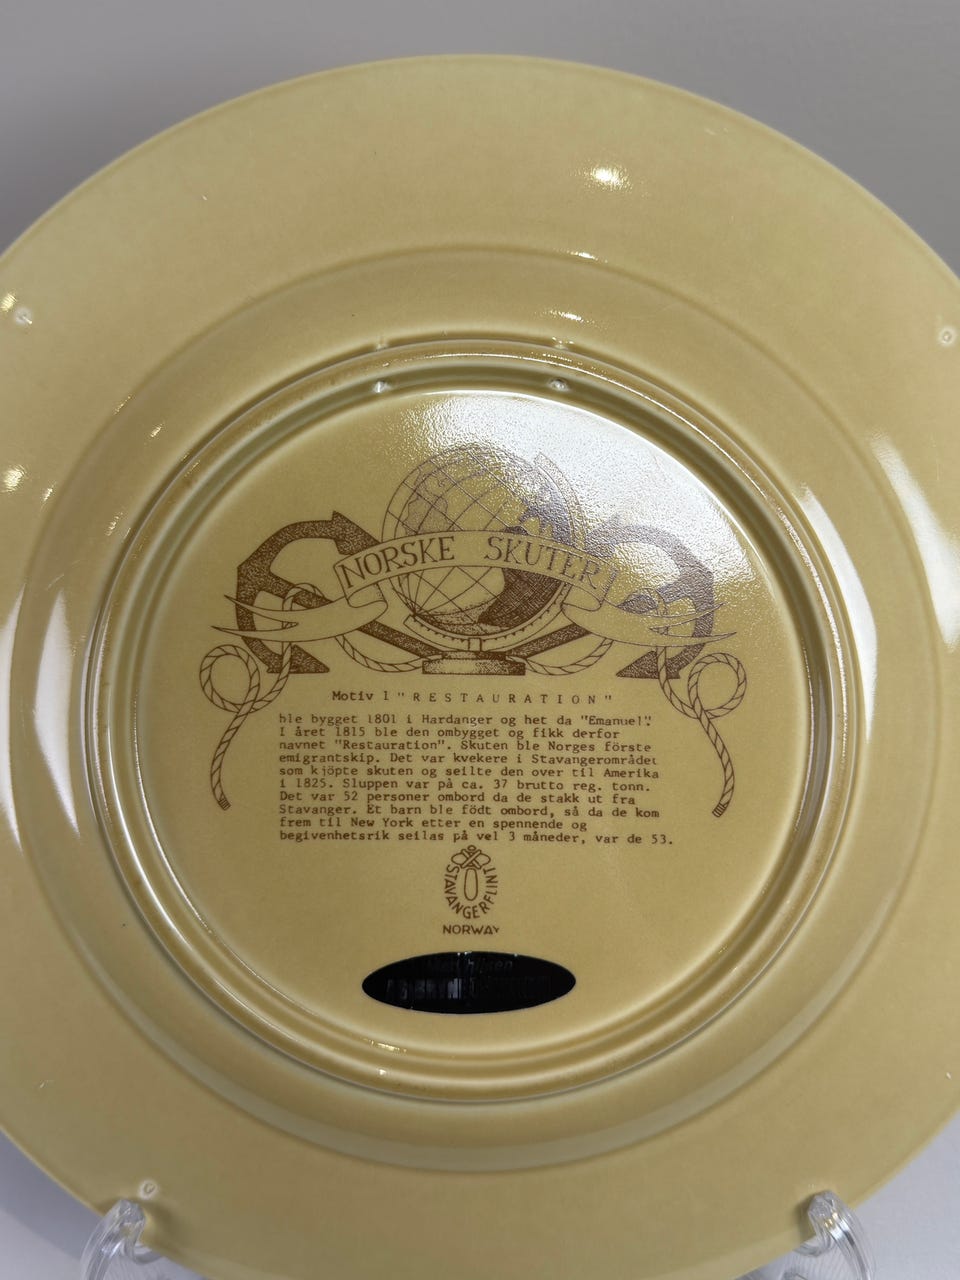 NORSKE SKUTER
Motiv 1 "RESTAURATION"
ble bygget 1801 i Hardanger og het da "Emanuel".
I året 1815 ble den ombygget og fikk derfor
navnet "Restauration". Skuten ble Norges förste
emigrantskip. Det var kvekere i Stavangerområdet
som kjöpte skuten og seilte den over til Amerika
i 1825. Sluppen var på ca. 37 brutto reg. tonn.
Det var 52 personer ombord da de stakk ut fra
Stavanger. Et barn ble födt ombord, så da de kom
frem til New York etter en spennende og
begivenhetsrik seilas på vel 3 måneder, var de 53.
STAVANGERFLINT
NORWAY